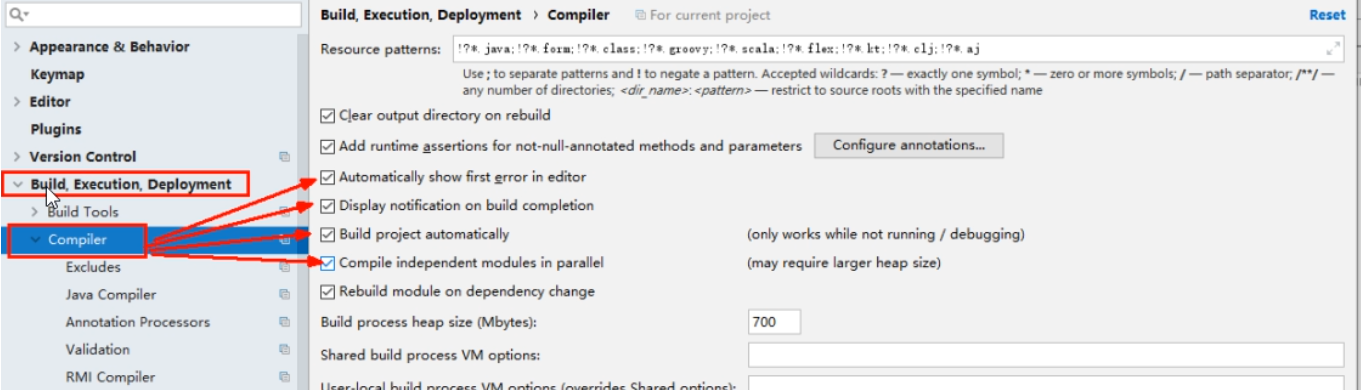 Build, Execution, Deployment › Compiler
For current project
Reset
Appearance & Behavior
Keymap
Editor
Plugins
Version Control
Build, Execution, Deployment
Build Tools
Compiler
Excludes
Java Compiler
Annotation Processors
Validation
RMI Compiler
Resource patterns: !?*.java;!?*.form;!?*.class;!?*.groovy;!?*.scala;!?*.flex;!?*.kt;!?*.clj;!?*.aj
Use ; to separate patterns and ! to negate a pattern. Accepted wildcards: ? — exactly one symbol; * — zero or more symbols; / — path separator; /**/ —
any number of directories; <dir_name>:<pattern> — restrict to source roots with the specified name
Clear output directory on rebuild
Add runtime assertions for not-null-annotated methods and parameters
Configure annotations...
Automatically show first error in editor
Display notification on build completion
Build project automatically (only works while not running / debugging)
Compile independent modules in parallel (may require larger heap size)
Rebuild module on dependency change
Build process heap size (Mbytes): 700
Shared build process VM options:
User-local build process VM options (overrides Shared options):